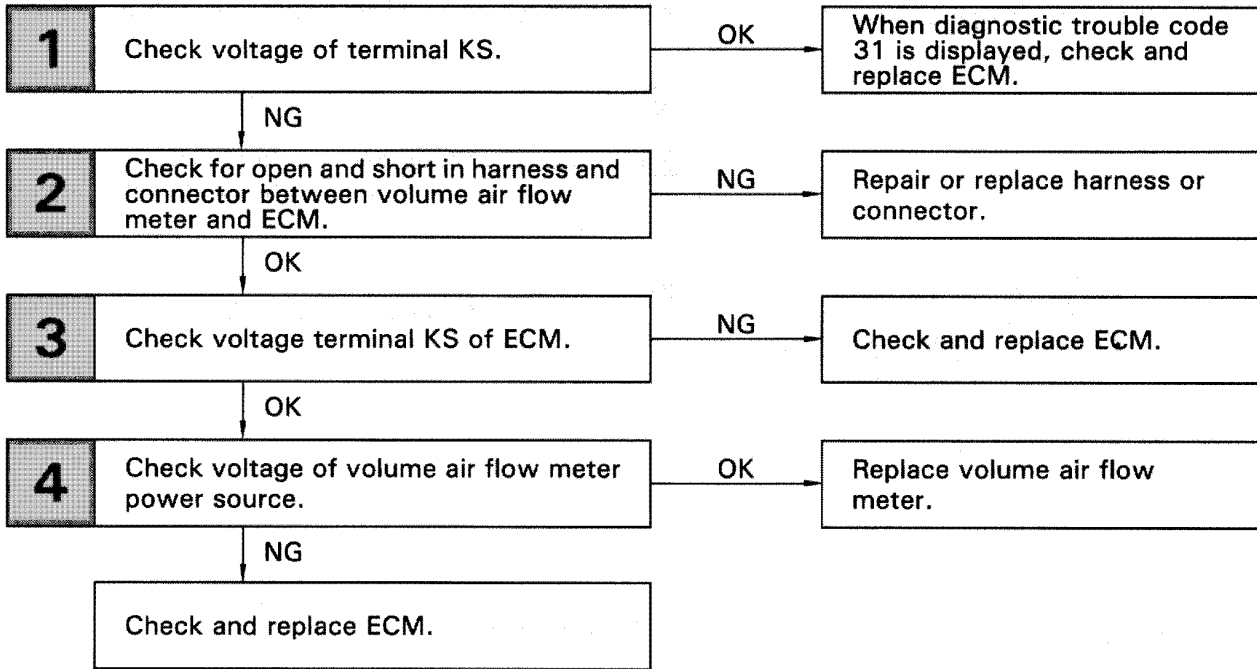 1
Check voltage of terminal KS.
OK
When diagnostic trouble code
31 is displayed, check and
replace ECM.
NG
2
Check for open and short in harness and
connector between volume air flow
meter and ECM.
NG
Repair or replace harness or
connector.
OK
3
Check voltage terminal KS of ECM.
NG
Check and replace ECM.
OK
4
Check voltage of volume air flow meter
power source.
OK
Replace volume air flow
meter.
NG
Check and replace ECM.